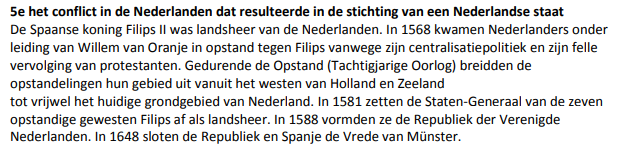 5e het conflict in de Nederlanden dat resulteerde in de stichting van een Nederlandse staat
De Spaanse koning Filips II was landsheer van de Nederlanden. In 1568 kwamen Nederlanders onder
leiding van Willem van Oranje in opstand tegen Filips vanwege zijn centralisatiepolitiek en zijn felle
vervolging van protestanten. Gedurende de Opstand (Tachtigjarige Oorlog) breidden de
opstandelingen hun gebied uit vanuit het westen van Holland en Zeeland
tot vrijwel het huidige grondgebied van Nederland. In 1581 zetten de Staten-Generaal van de zeven
opstandige gewesten Filips af als landsheer. In 1588 vormden ze de Republiek der Verenigde
Nederlanden. In 1648 sloten de Republiek en Spanje de Vrede van Münster.